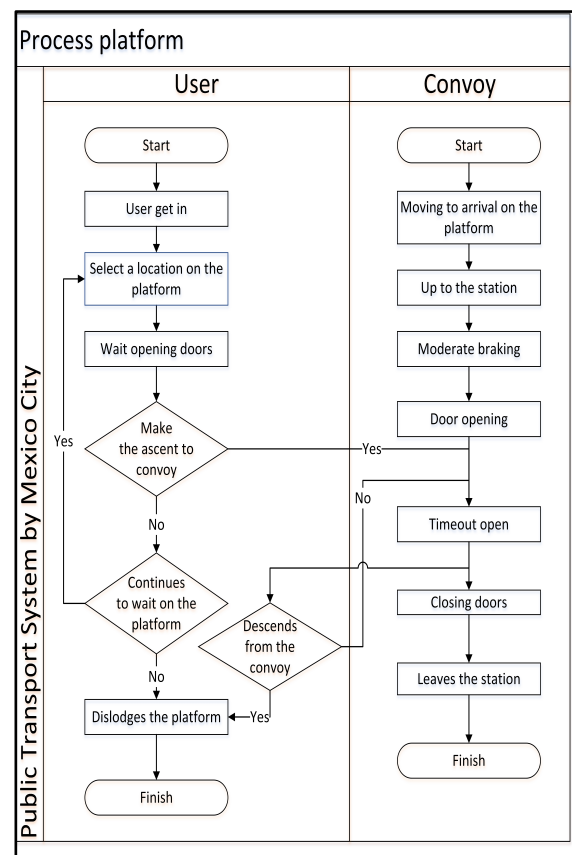 Process platform
Public Transport System by Mexico City
User
Convoy
Start
User get in
Select a location on the
platform
Wait opening doors
Make
the ascent to
convoy
Yes
No
Continues
to wait on the
platform
Yes
No
Dislodges the platform
Finish
Descends
from the
convoy
No
Yes
Start
Moving to arrival on the
platform
Up to the station
Moderate braking
Door opening
Timeout open
Closing doors
Leaves the station
Finish